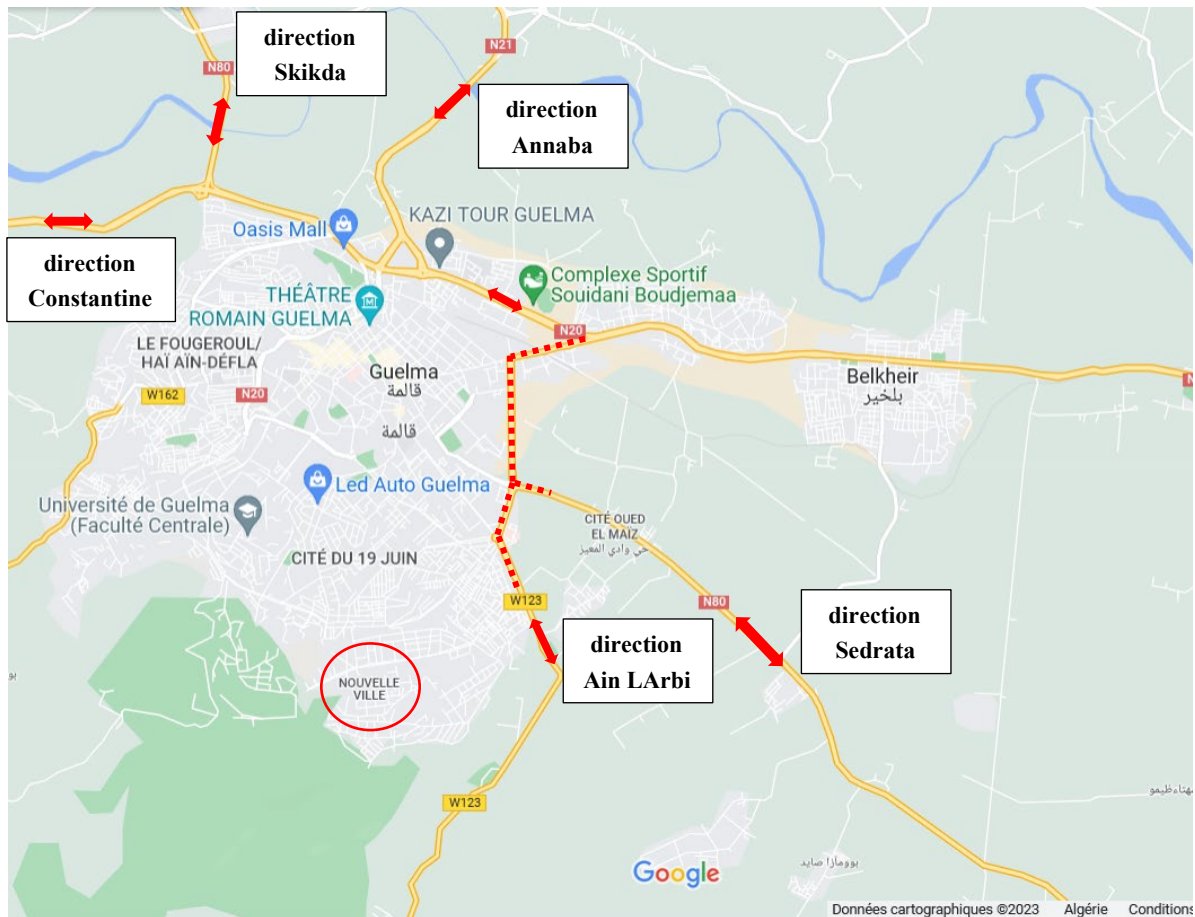 direction
Skikda
N80
N21
direction
Annaba
KAZI TOUR GUELMA
Oasis Mall
direction
Constantine
Complexe Sportif
Souidani Boudjemaa
THÉÂTRE
ROMAIN GUELMA
N20
LE FOUGEROUL/
HAÏ AÏN-DÉFLA
Guelma
قالمة
Belkheir
بلخير
W162
N20
قالمة
Led Auto Guelma
Université de Guelma
(Faculté Centrale)
CITÉ OUED
EL MAÏZ
حي وادي المعيز
CITÉ DU 19 JUIN
W123
N80
direction
Sedrata
direction
Ain LArbi
NOUVELLE
VILLE
W123
بوومأزا صايد
Google
Données cartographiques ©2023 Algérie Conditions